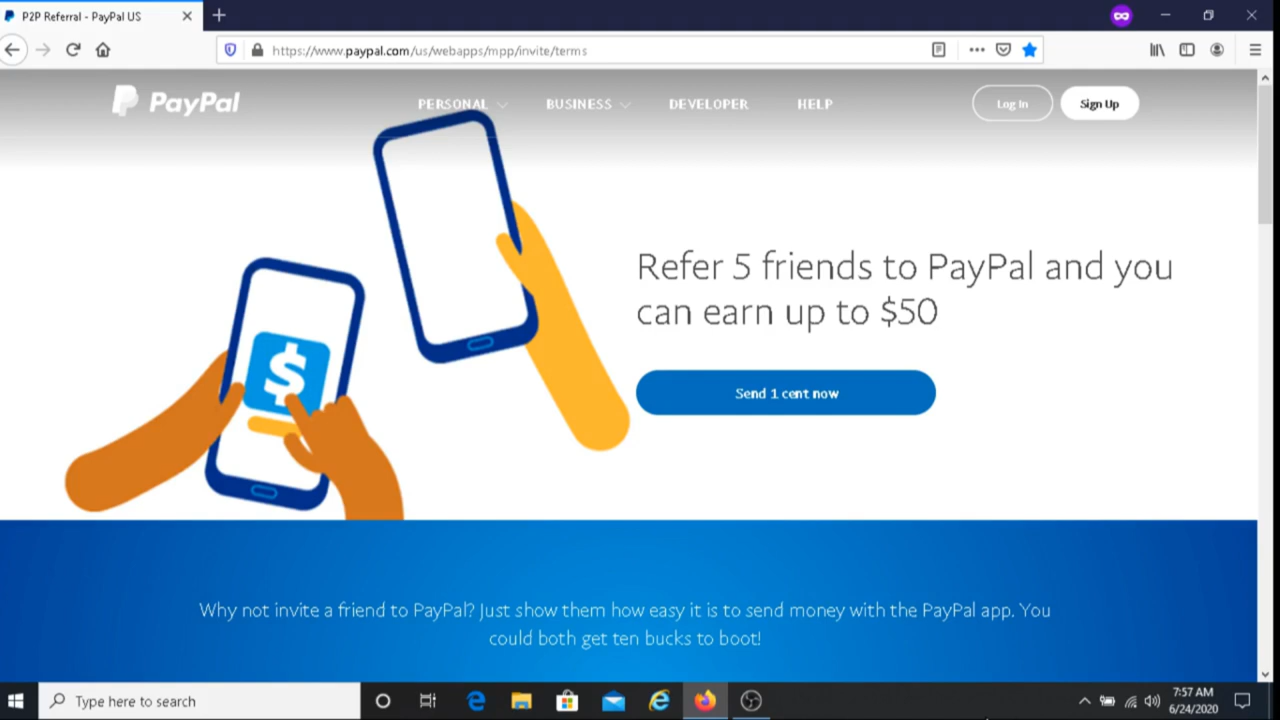 P2P Referral - PayPal US
https://www.paypal.com/us/webapps/mpp/invite/terms
PayPal PERSONAL BUSINESS DEVELOPER HELP Log In Sign Up
Refer 5 friends to PayPal and you
can earn up to $50
Send 1 cent now
$
Why not invite a friend to PayPal? Just show them how easy it is to send money with the PayPal app. You
could both get ten bucks to boot!
Type here to search
7:57 AM
6/24/2020